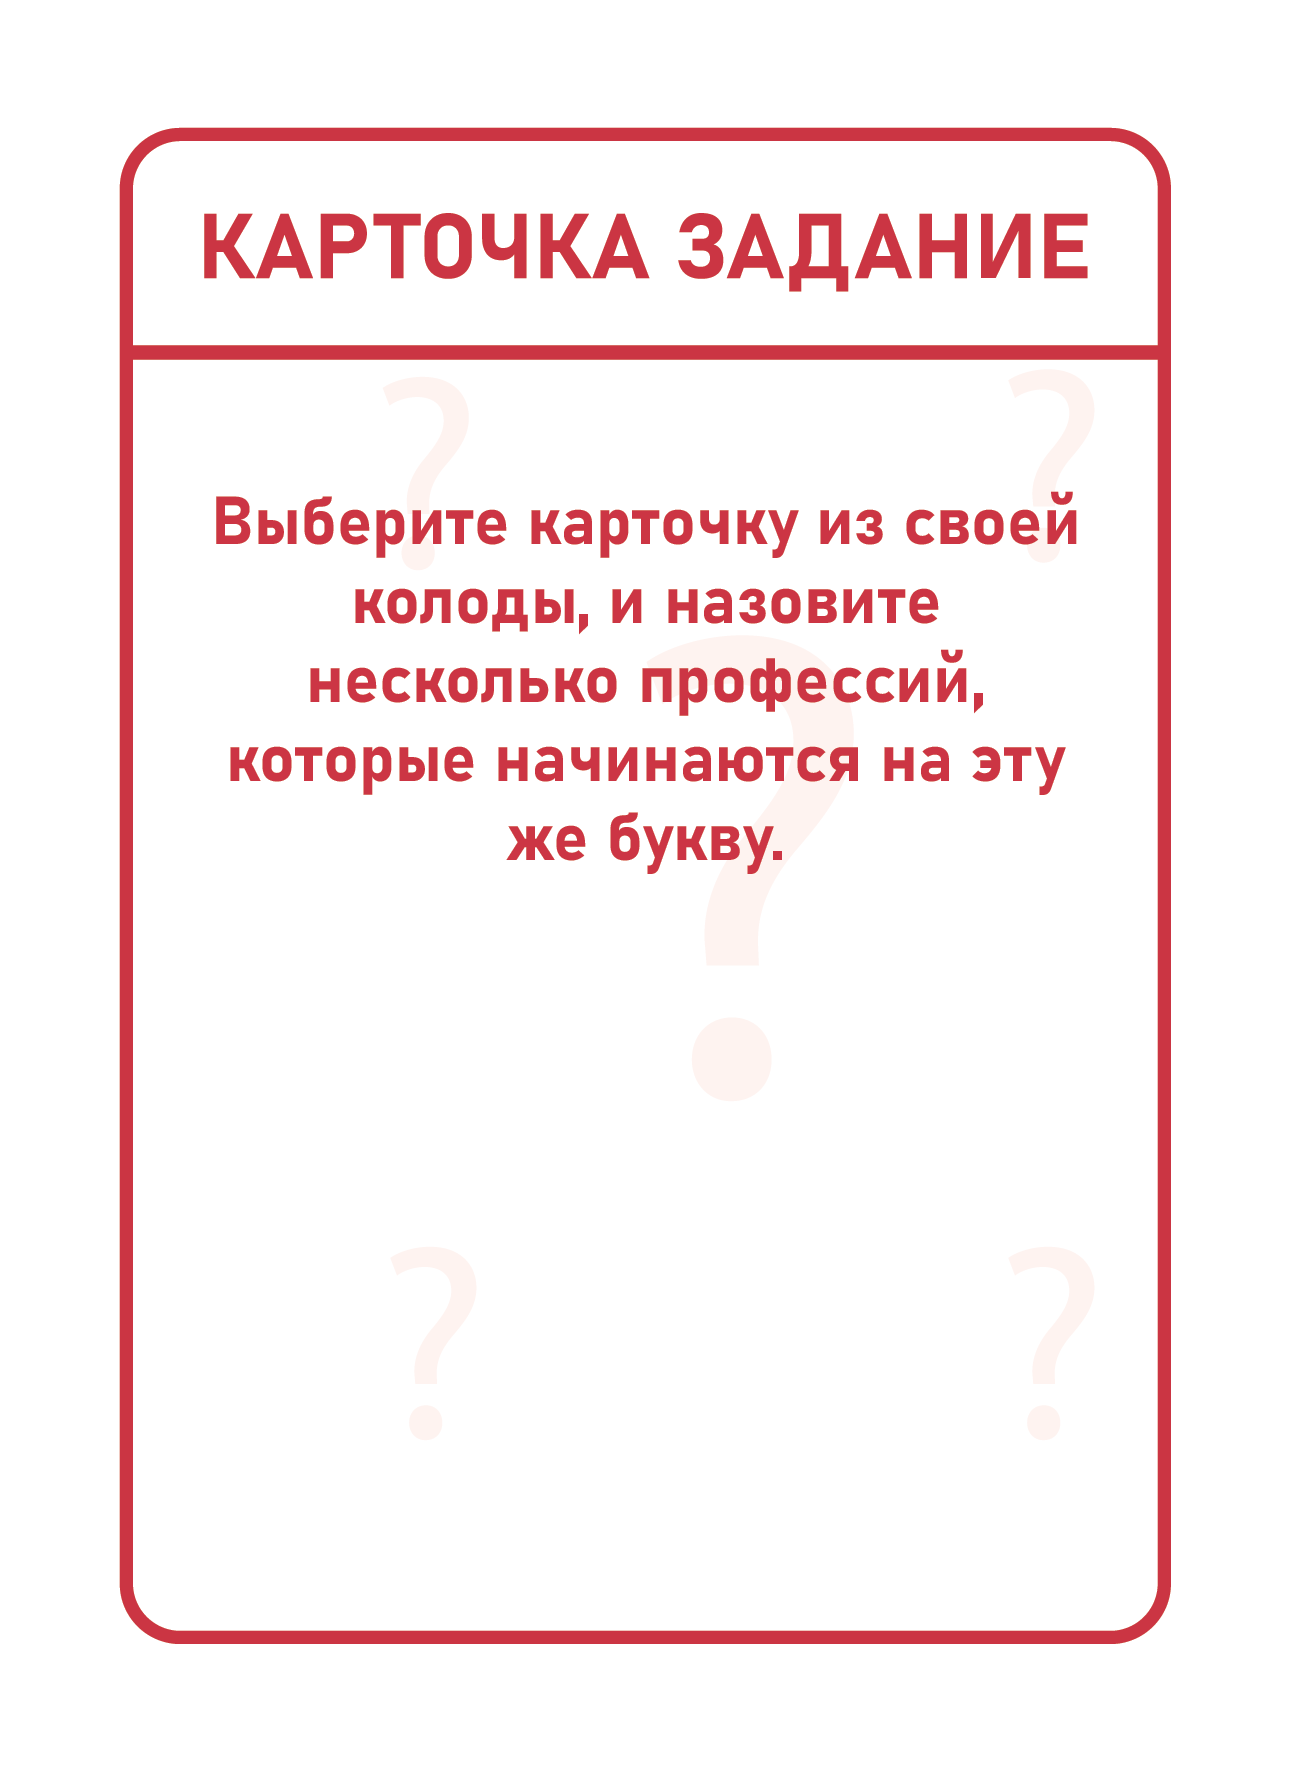 КАРТОЧКА ЗАДАНИЕ
Выберите карточку из своей
колоды, и назовите
несколько профессий,
которые начинаются на эту
же букву.
?
?
?
?
?